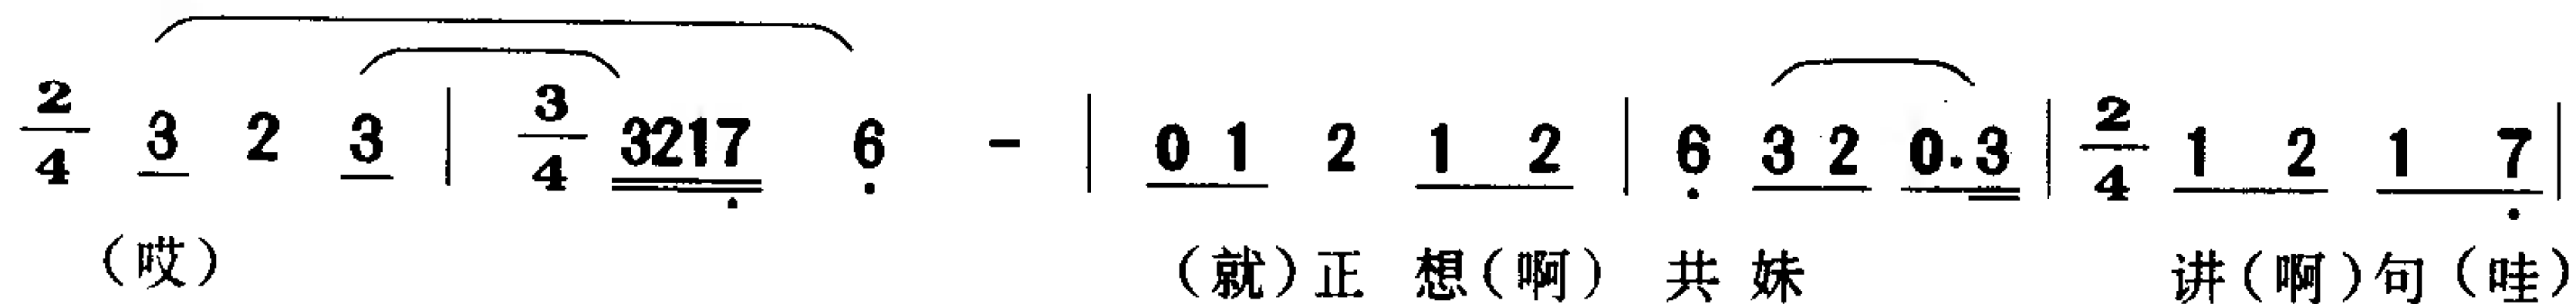 2/4 3 2 3 | 3/4 3217 6 - | 0 1 2 1 2 | 6 3 2 0.3 | 2/4 1 2 1 7 |
（哎） （就）正 想（啊） 共 妹 讲（啊）句（哇）